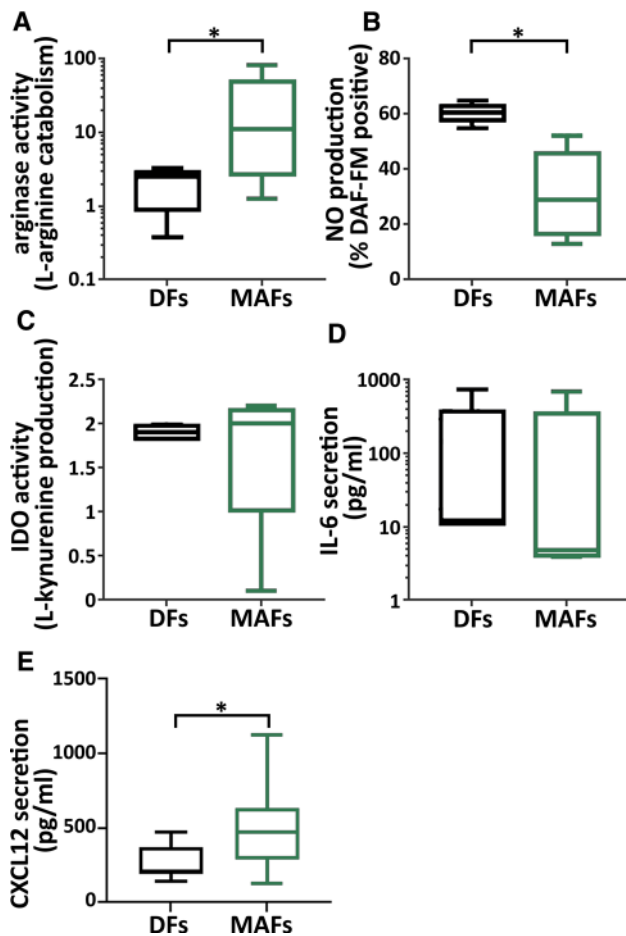 A
*
arginase activity
(L-arginine catabolism)
100
10
1
0.1
DFs MAFs
B
*
NO production
(% DAF-FM positive)
80
60
40
20
0
DFs MAFs
C
IDO activity
(L-kynurenine production)
2.5
2
1.5
1
0.5
0
DFs MAFs
D
IL-6 secretion
(pg/ml)
1000
100
10
1
DFs MAFs
E
*
CXCL12 secretion
(pg/ml)
1500
1000
500
0
DFs MAFs